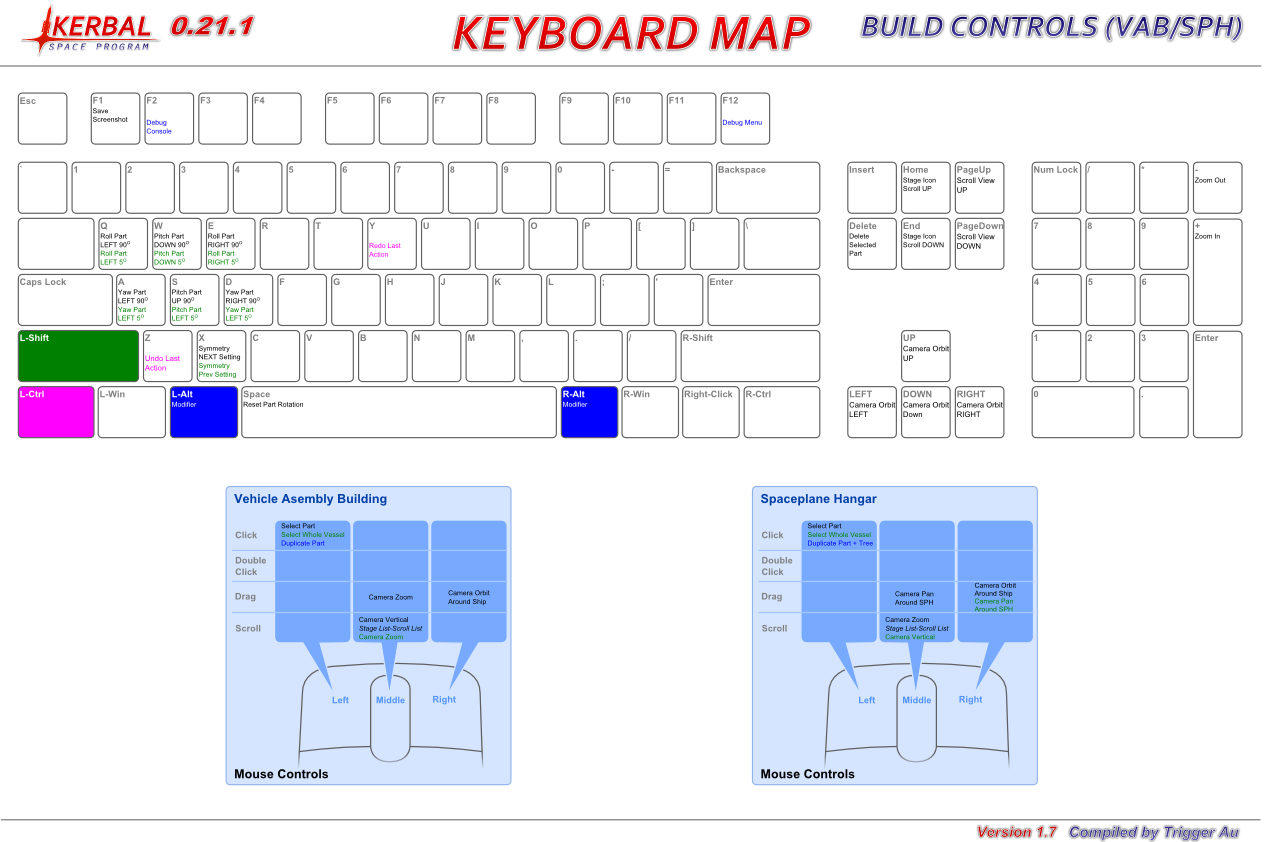 KERBAL
SPACE PROGRAM
0.21.1
KEYBOARD MAP
BUILD CONTROLS (VAB/SPH)
Esc
F1
Save
Screenshot
F2
Debug
Console
F3
F4
F5
F6
F7
F8
F9
F10
F11
F12
Debug Menu
`
1
2
3
4
5
6
7
8
9
0
-
=
Backspace
Insert
Home
Stage Icon
Scroll UP
PageUp
Scroll View
UP
Num Lock
/
*
-
Zoom Out
Q
Roll Part
LEFT 90°
Roll Part
LEFT 5°
W
Pitch Part
DOWN 90°
Pitch Part
DOWN 5°
E
Roll Part
RIGHT 90°
Roll Part
RIGHT 5°
R
T
Y
Redo Last
Action
U
I
O
P
[
]
\
Delete
Delete
Selected
Part
End
Stage Icon
Scroll DOWN
PageDown
Scroll View
DOWN
7
8
9
+
Zoom In
Caps Lock
A
Yaw Part
LEFT 90°
Yaw Part
LEFT 5°
S
Pitch Part
UP 90°
Pitch Part
LEFT 5°
D
Yaw Part
RIGHT 90°
Yaw Part
LEFT 5°
F
G
H
J
K
L
;
'
Enter
4
5
6
L-Shift
Z
Undo Last
Action
X
Symmetry
NEXT Setting
Symmetry
Prev Setting
C
V
B
N
M
,
.
/
R-Shift
UP
Camera Orbit
UP
1
2
3
Enter
L-Ctrl
L-Win
L-Alt
Modifier
Space
Reset Part Rotation
R-Alt
Modifier
R-Win
Right-Click
R-Ctrl
LEFT
Camera Orbit
LEFT
DOWN
Camera Orbit
Down
RIGHT
Camera Orbit
RIGHT
0
.
Vehicle Asembly Building
Click
Select Part
Select Whole Vessel
Duplicate Part
Double
Click
Drag
Camera Zoom
Camera Orbit
Around Ship
Scroll
Camera Vertical
Stage List-Scroll List
Camera Zoom
Left
Middle
Right
Mouse Controls
Spaceplane Hangar
Click
Select Part
Select Whole Vessel
Duplicate Part + Tree
Double
Click
Drag
Camera Pan
Around SPH
Camera Orbit
Around Ship
Camera Pan
Around SPH
Scroll
Camera Zoom
Stage List-Scroll List
Camera Vertical
Left
Middle
Right
Mouse Controls
Version 1.7
Compiled by Trigger Au